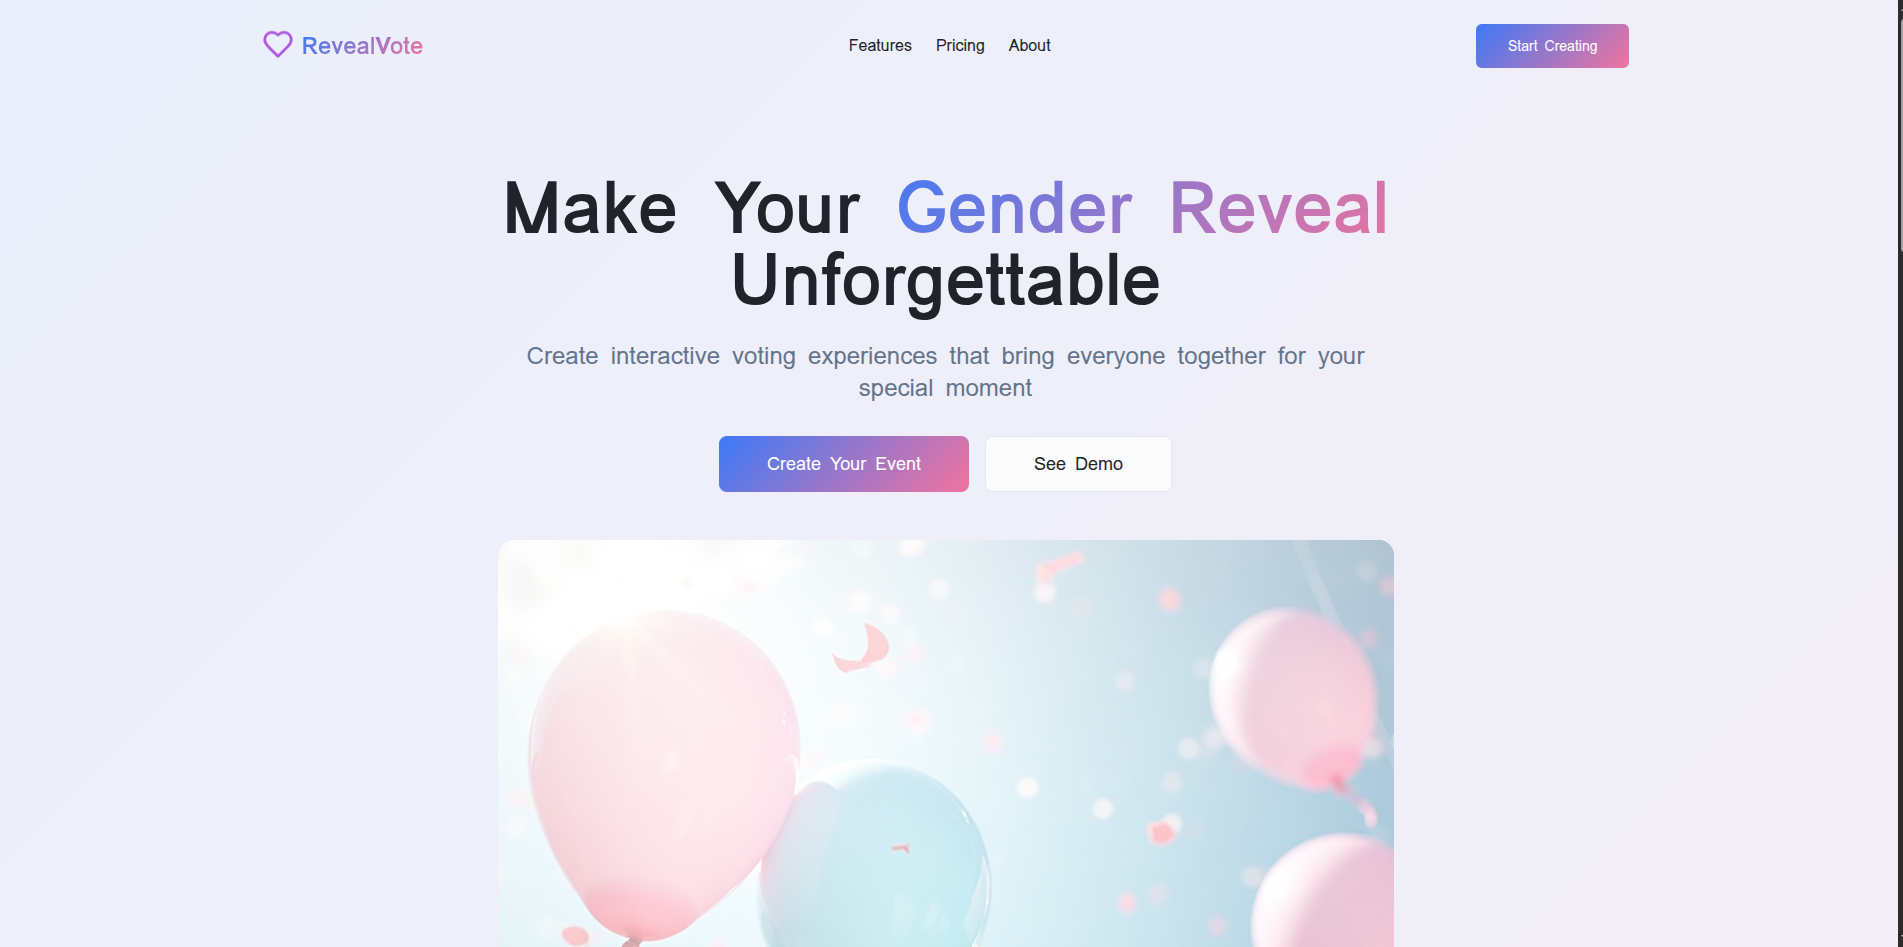 RevealVote
Features
Pricing
About
Start Creating
Make Your Gender Reveal
Unforgettable
Create interactive voting experiences that bring everyone together for your
special moment
Create Your Event
See Demo